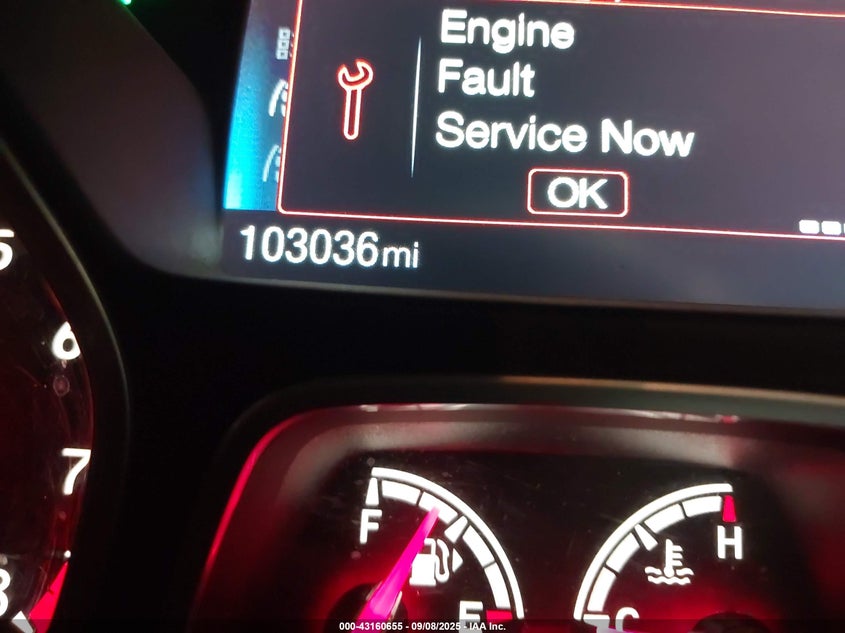 Engine
Fault
Service Now
OK
103036mi
5
6
7
8
F
E
H
C
000-43160655 - 09/08/2025 - IAA Inc.